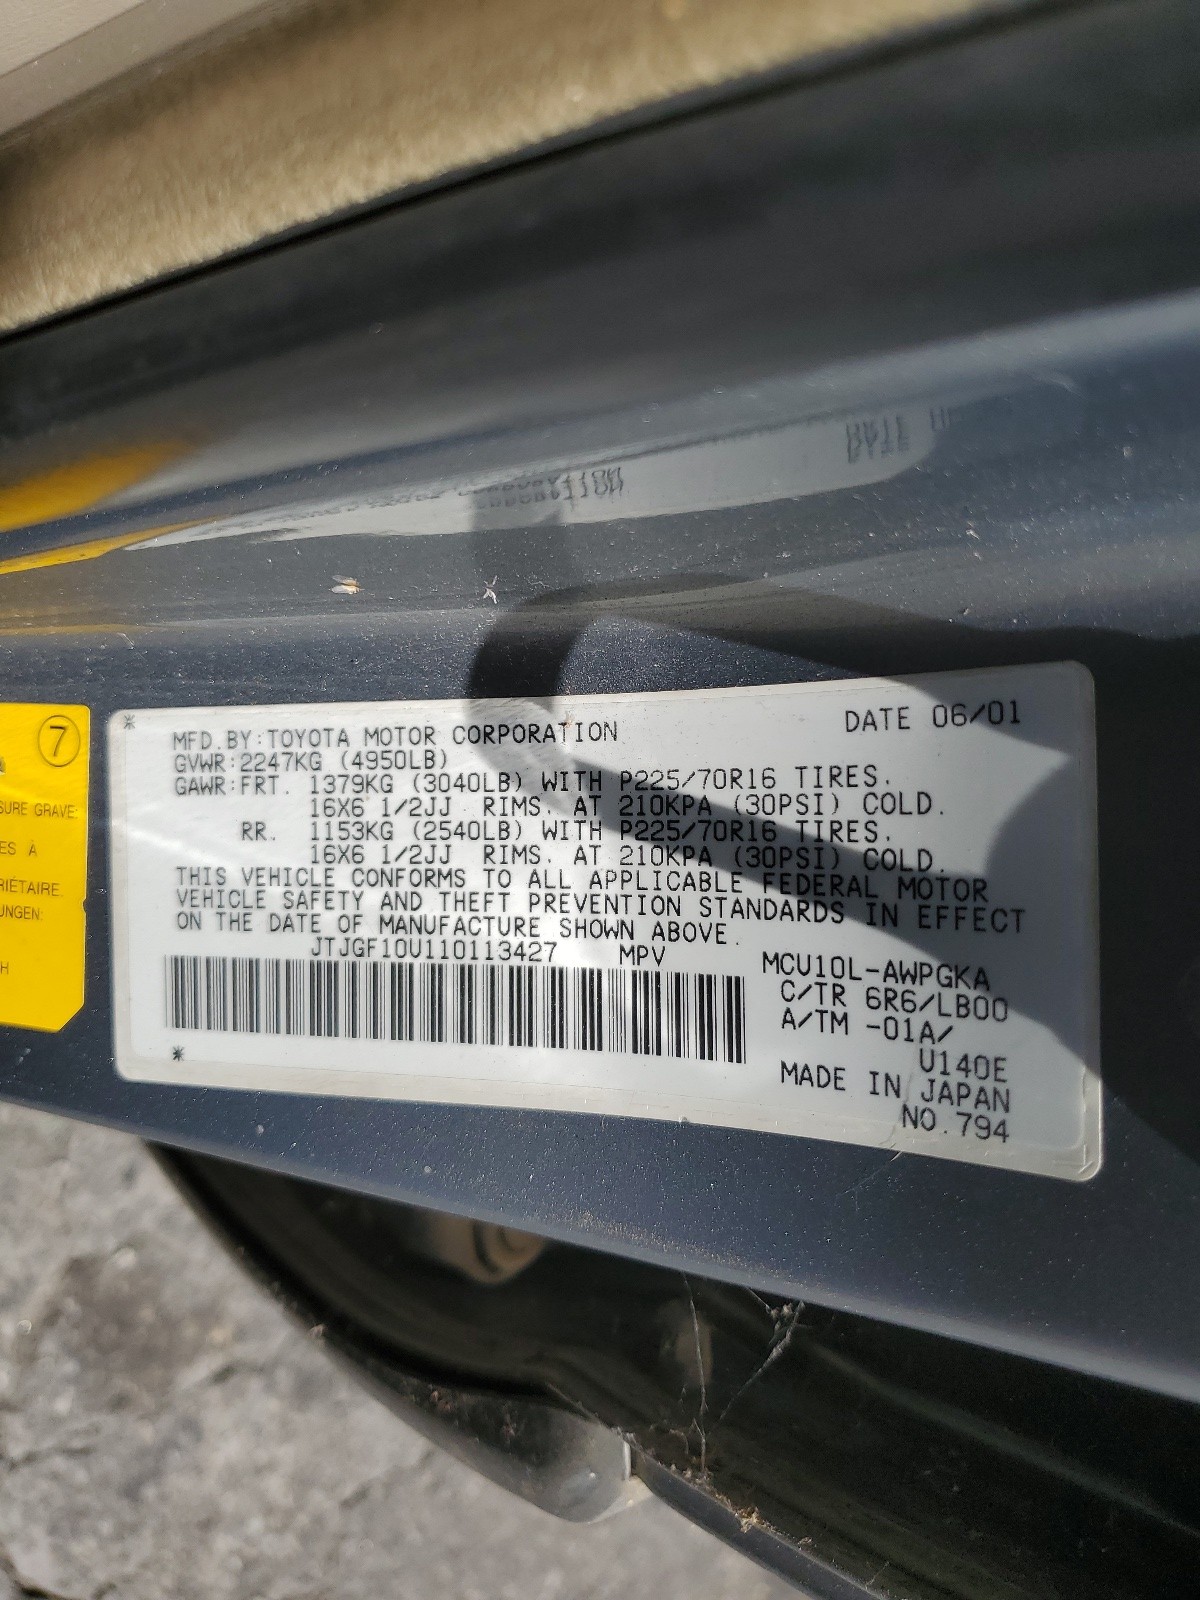 7
SURE GRAVE:
ES À
RIÉTAIRE
UNGEN:
H
* DATE 06/01
MFD.BY:TOYOTA MOTOR CORPORATION
GVWR:2247KG (4950LB)
GAWR:FRT. 1379KG (3040LB) WITH P225/70R16 TIRES.
16X6 1/2JJ RIMS. AT 210KPA (30PSI) COLD.
RR. 1153KG (2540LB) WITH P225/70R16 TIRES.
16X6 1/2JJ RIMS. AT 210KPA (30PSI) COLD.
THIS VEHICLE CONFORMS TO ALL APPLICABLE FEDERAL MOTOR
VEHICLE SAFETY AND THEFT PREVENTION STANDARDS IN EFFECT
ON THE DATE OF MANUFACTURE SHOWN ABOVE.
JTJGF10U110113427 MPV
MCU10L-AWPGKA
C/TR 6R6/LB00
A/TM -01A/
U140E
* MADE IN JAPAN
NO.794